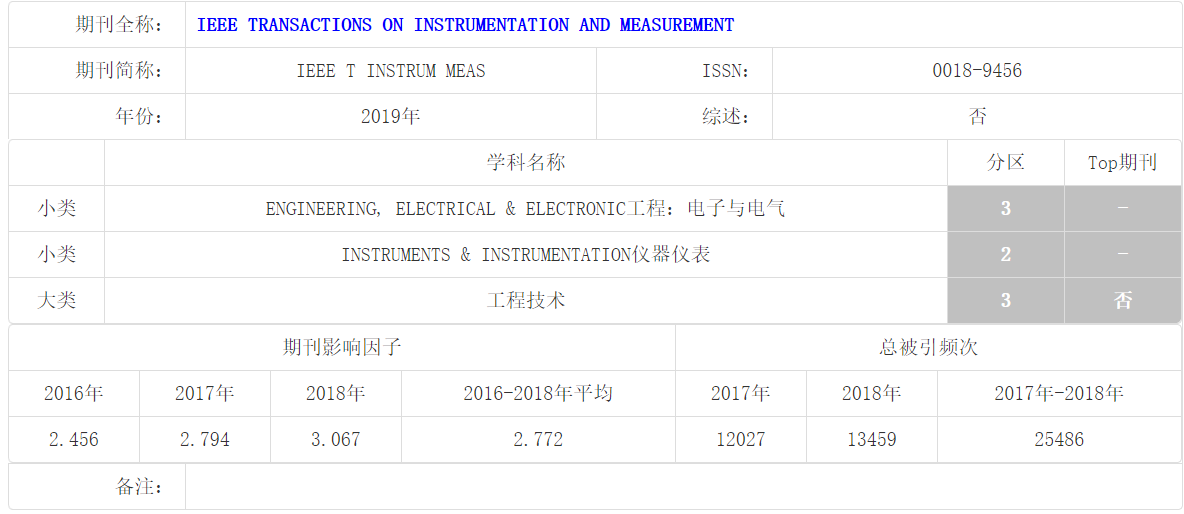 期刊全称: IEEE TRANSACTIONS ON INSTRUMENTATION AND MEASUREMENT
期刊简称: IEEE T INSTRUM MEAS ISSN: 0018-9456
年份: 2019年 综述: 否
学科名称 分区 Top期刊
小类 ENGINEERING, ELECTRICAL & ELECTRONIC工程: 电子与电气 3 -
小类 INSTRUMENTS & INSTRUMENTATION仪器仪表 2 -
大类 工程技术 3 否
期刊影响因子 总被引频次
2016年 2017年 2018年 2016-2018年平均 2017年 2018年 2017年-2018年
2.456 2.794 3.067 2.772 12027 13459 25486
备注: